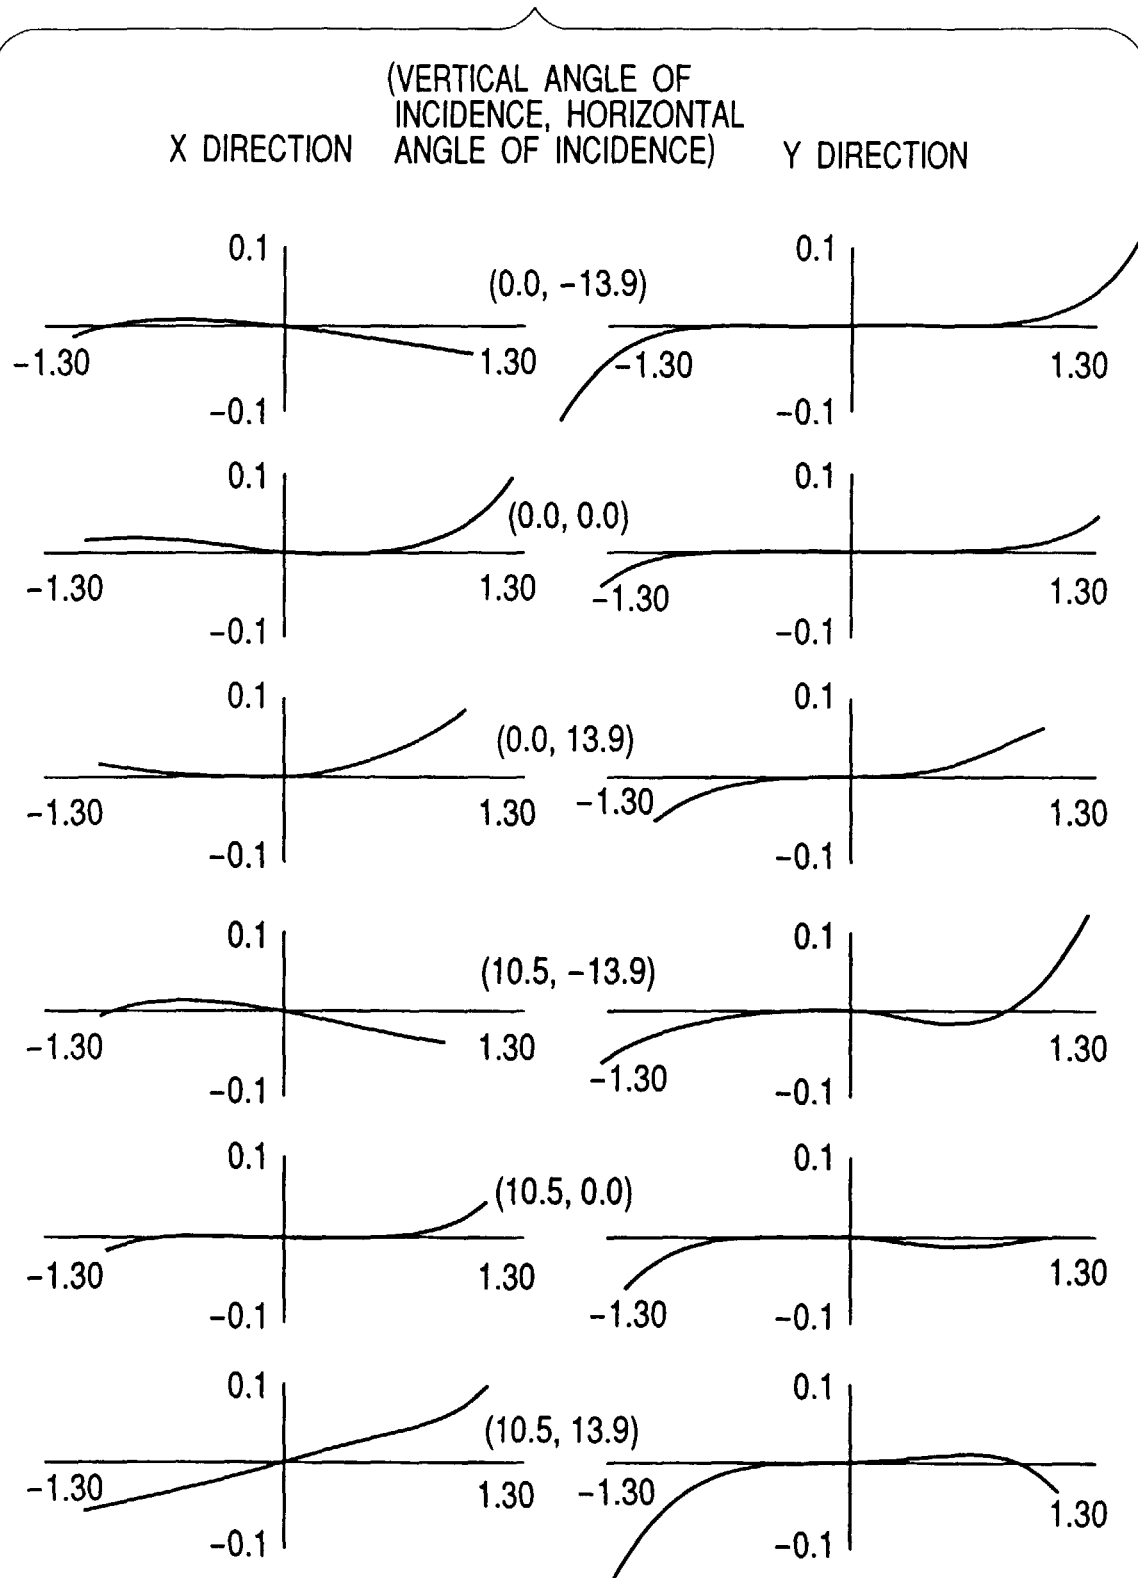 (VERTICAL ANGLE OF
INCIDENCE, HORIZONTAL
X DIRECTION ANGLE OF INCIDENCE) Y DIRECTION
0.1 0.1
(0.0, −13.9)
−1.30 1.30 −1.30 1.30
−0.1 −0.1
0.1 0.1
(0.0, 0.0)
−1.30 1.30 −1.30 1.30
−0.1 −0.1
0.1 0.1
(0.0, 13.9)
−1.30 1.30 −1.30 1.30
−0.1 −0.1
0.1 0.1
(10.5, −13.9)
−1.30 1.30 −1.30 1.30
−0.1 −0.1
0.1 0.1
(10.5, 0.0)
−1.30 1.30 −1.30 1.30
−0.1 −0.1
0.1 0.1
(10.5, 13.9)
−1.30 1.30 −1.30 1.30
−0.1 −0.1